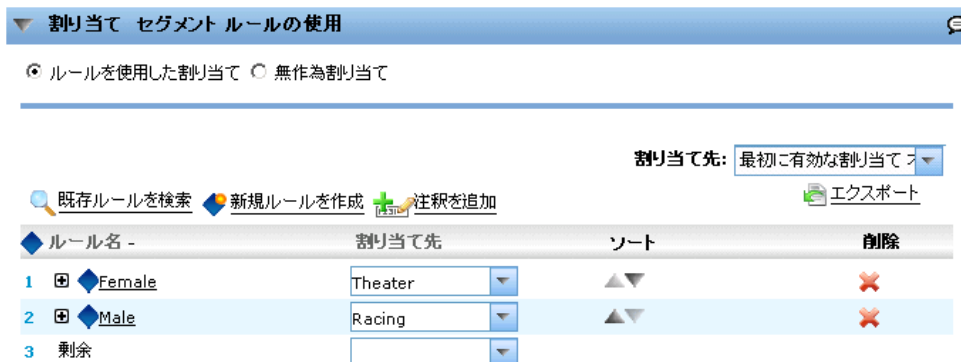 割り当て セグメント ルールの使用
ルールを使用した割り当て 無作為割り当て
割り当て先: 最初に有効な割り当て
既存ルールを検索 新規ルールを作成 注釈を追加 エクスポート
ルール名 - 割り当て先 ソート 削除
1 Female Theater
2 Male Racing
3 剰余